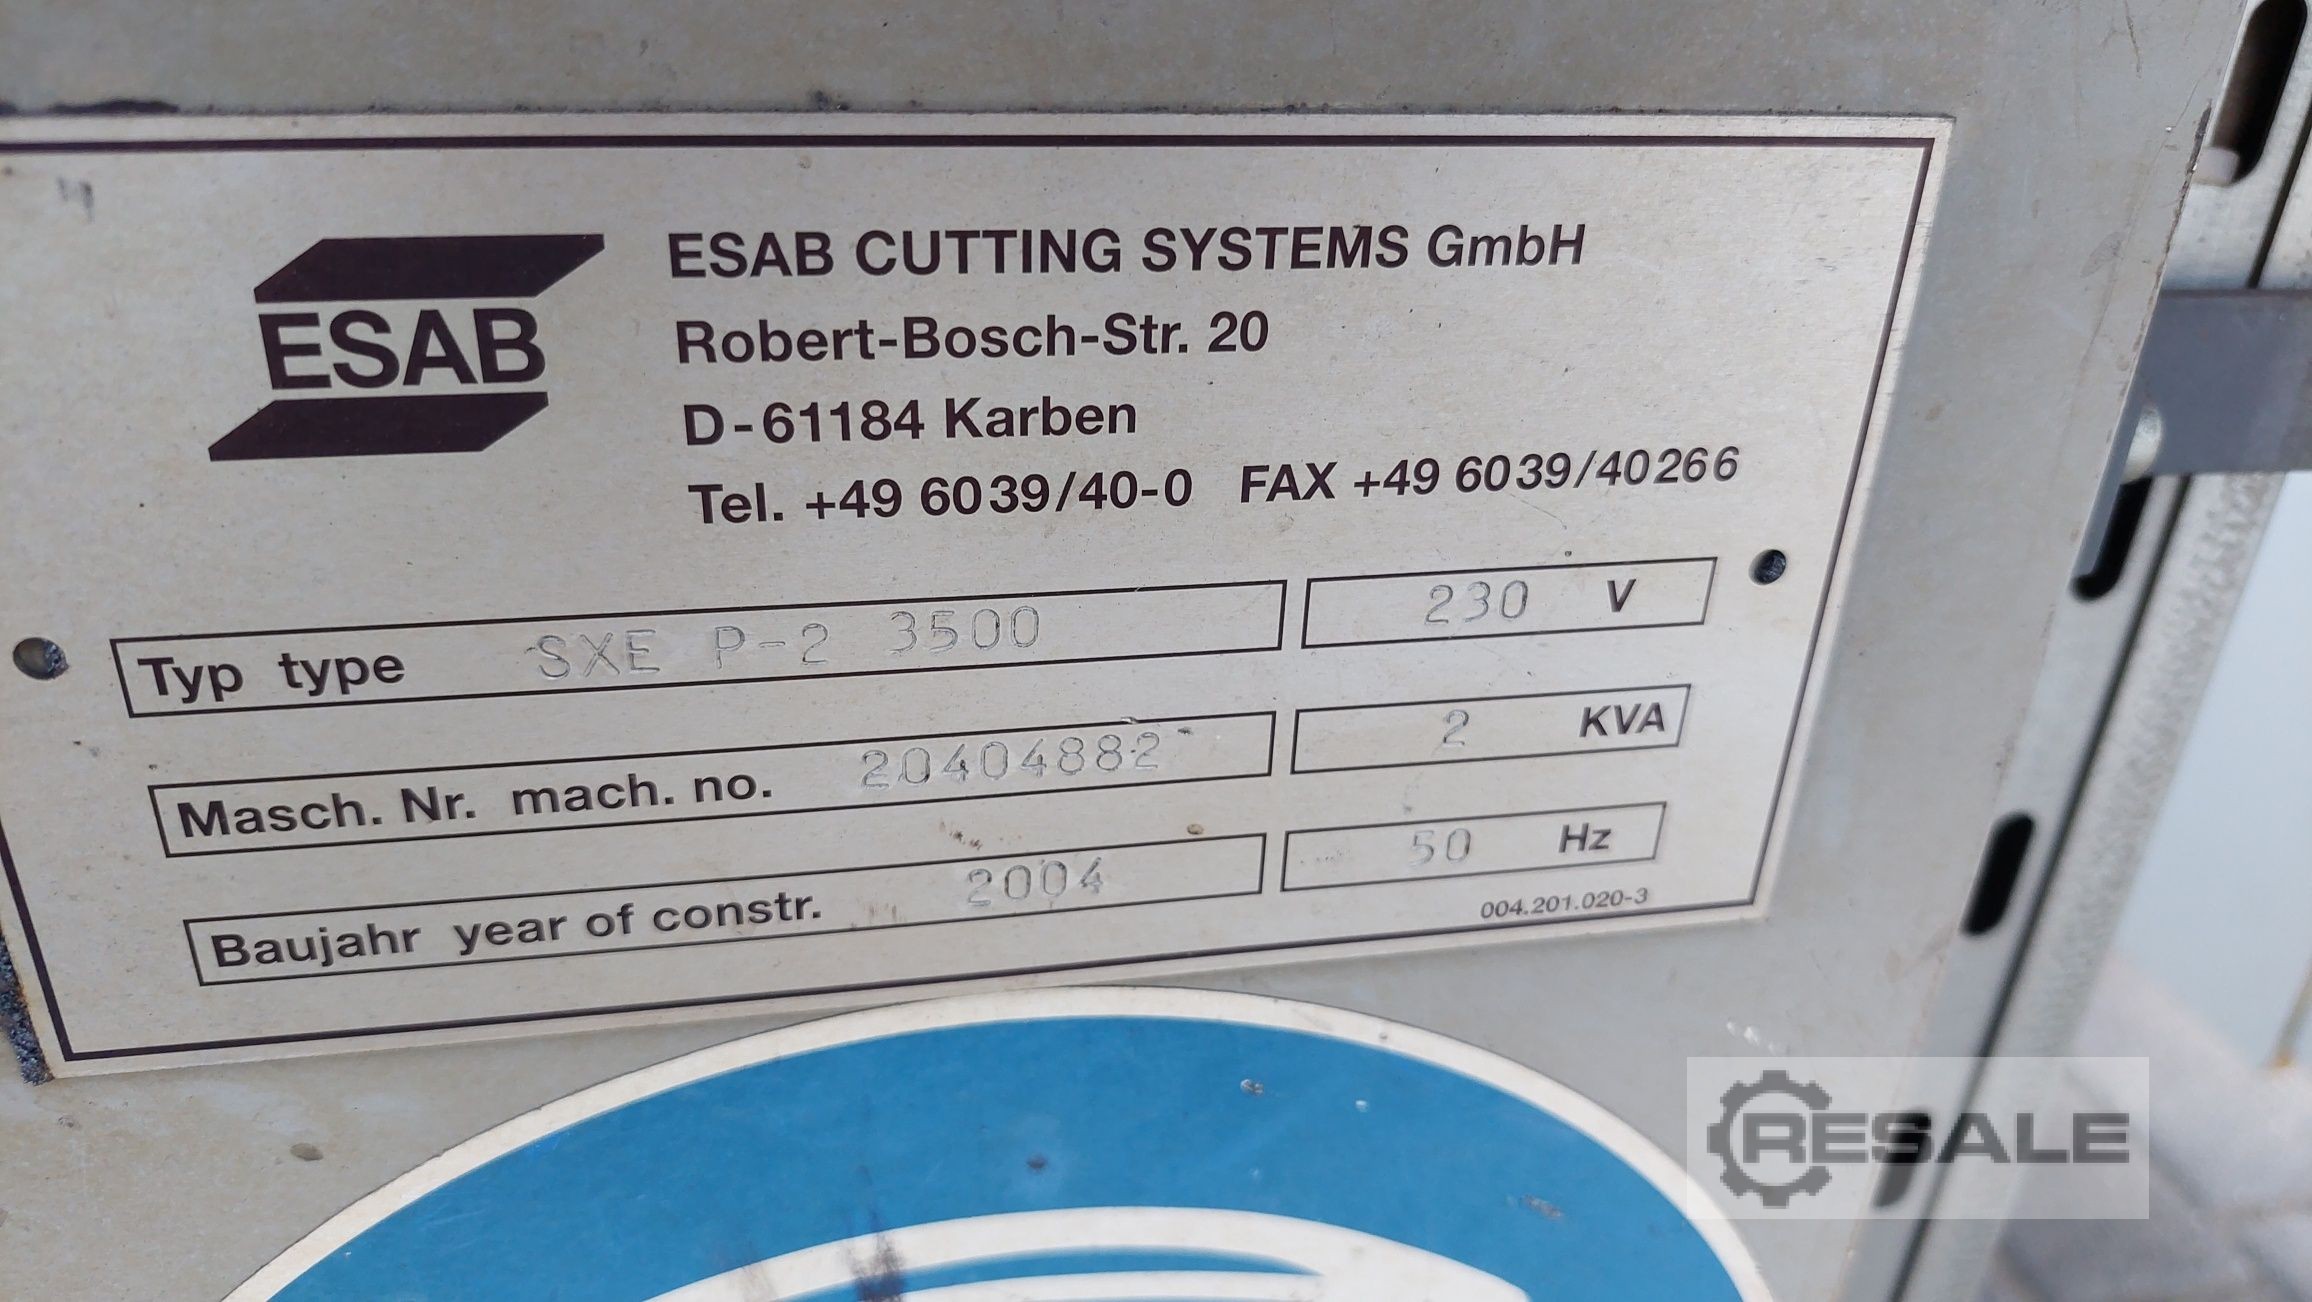 ESAB
ESAB CUTTING SYSTEMS GmbH
Robert-Bosch-Str. 20
D-61184 Karben
Tel. +49 6039/40-0 FAX +49 6039/40266
Typ type SXE P-2 3500 230 V
Masch. Nr. mach. no. 20404882 2 KVA
Baujahr year of constr. 2004 50 Hz
004.201.020-3
RESALE